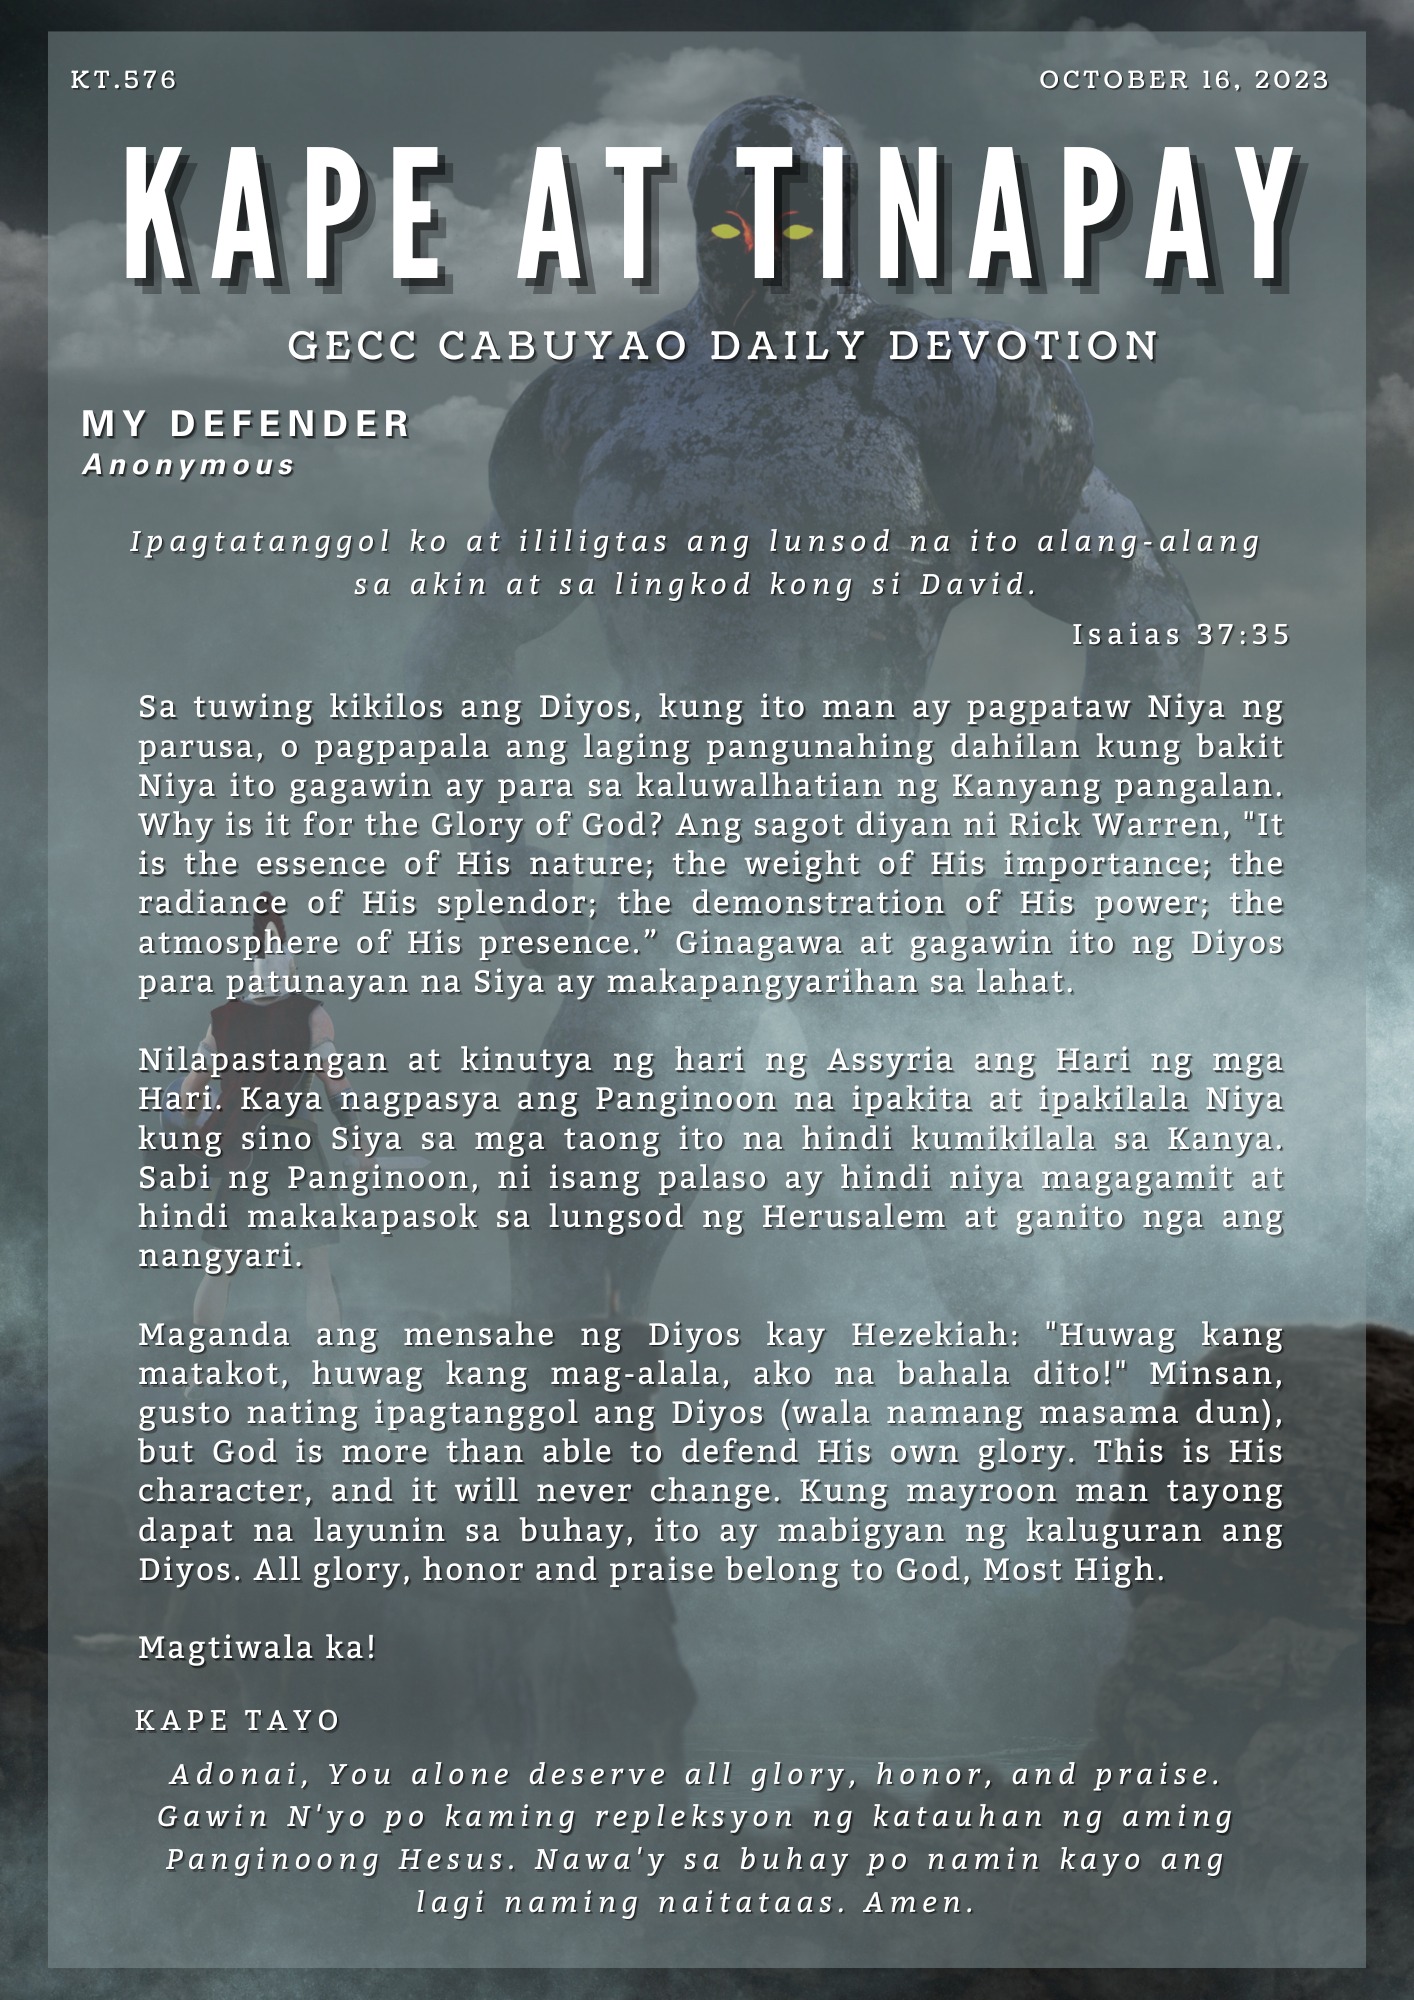 KT.576
OCTOBER 16, 2023
KAPE AT TINAPAY
GECC CABUYAO DAILY DEVOTION
MY DEFENDER
Anonymous
Ipagtatanggol ko at ililigtas ang lunsod na ito alang-alang
sa akin at sa lingkod kong si David.
Isaias 37:35
Sa tuwing kikilos ang Diyos, kung ito man ay pagpataw Niya ng
parusa, o pagpapala ang laging pangunahing dahilan kung bakit
Niya ito gagawin ay para sa kaluwalhatian ng Kanyang pangalan.
Why is it for the Glory of God? Ang sagot diyan ni Rick Warren, "It
is the essence of His nature; the weight of His importance; the
radiance of His splendor; the demonstration of His power; the
atmosphere of His presence.” Ginagawa at gagawin ito ng Diyos
para patunayan na Siya ay makapangyarihan sa lahat.
Nilapastangan at kinutya ng hari ng Assyria ang Hari ng mga
Hari. Kaya nagpasya ang Panginoon na ipakita at ipakilala Niya
kung sino Siya sa mga taong ito na hindi kumikilala sa Kanya.
Sabi ng Panginoon, ni isang palaso ay hindi niya magagamit at
hindi makakapasok sa lungsod ng Herusalem at ganito nga ang
nangyari.
Maganda ang mensahe ng Diyos kay Hezekiah: "Huwag kang
matakot, huwag kang mag-alala, ako na bahala dito!" Minsan,
gusto nating ipagtanggol ang Diyos (wala namang masama dun),
but God is more than able to defend His own glory. This is His
character, and it will never change. Kung mayroon man tayong
dapat na layunin sa buhay, ito ay mabigyan ng kaluguran ang
Diyos. All glory, honor and praise belong to God, Most High.
Magtiwala ka!
KAPE TAYO
Adonai, You alone deserve all glory, honor, and praise.
Gawin N'yo po kaming repleksyon ng katauhan ng aming
Panginoong Hesus. Nawa'y sa buhay po namin kayo ang
lagi naming naitataas. Amen.